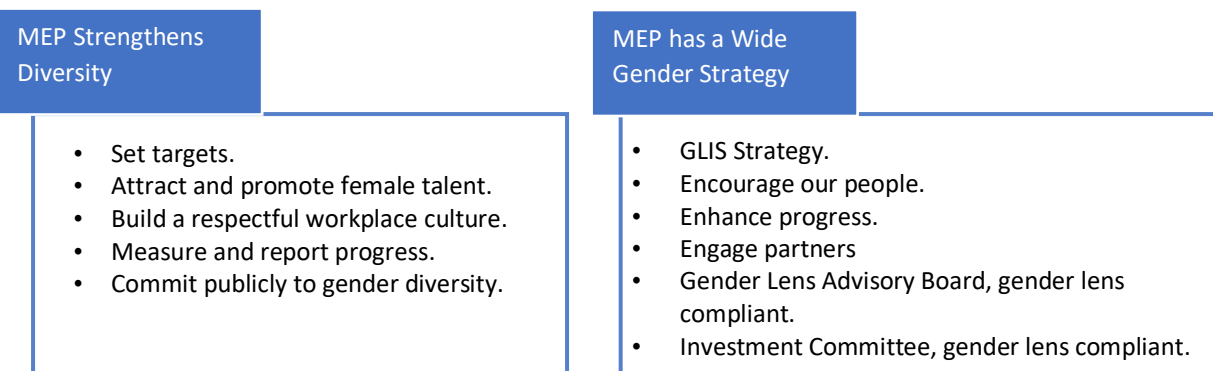 MEP Strengthens
Diversity
• Set targets.
• Attract and promote female talent.
• Build a respectful workplace culture.
• Measure and report progress.
• Commit publicly to gender diversity.
MEP has a Wide
Gender Strategy
• GLIS Strategy.
• Encourage our people.
• Enhance progress.
• Engage partners
• Gender Lens Advisory Board, gender lens
compliant.
• Investment Committee, gender lens compliant.